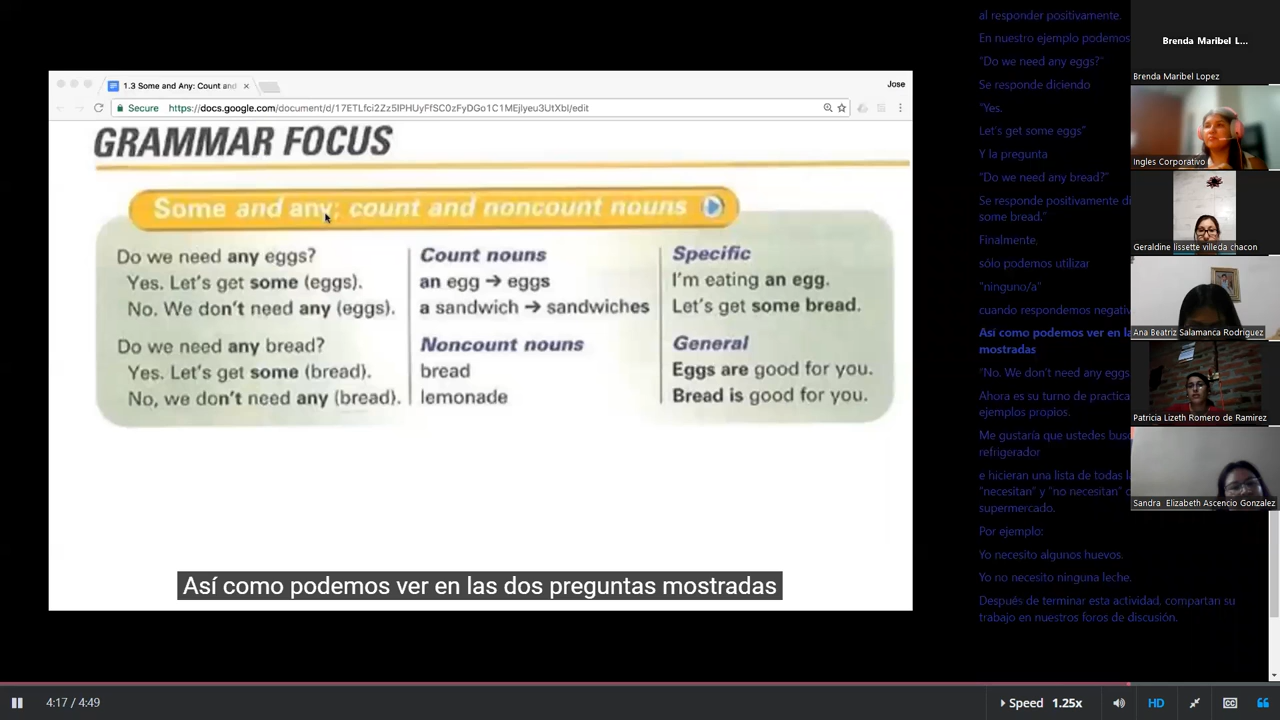 1.3 Some and Any: Count and
Jose
Secure
https://docs.google.com/document/d/17ETLfci2Zz5IPHUyFfSC0zFyDGo1C1MEjlyeu3UtXbI/edit
GRAMMAR FOCUS
Some and any; count and noncount nouns
Do we need any eggs?
Yes. Let's get some (eggs).
No. We don't need any (eggs).
Do we need any bread?
Yes. Let's get some (bread).
No, we don't need any (bread).
Count nouns
an egg → eggs
a sandwich → sandwiches
Noncount nouns
bread
lemonade
Specific
I'm eating an egg.
Let's get some bread.
General
Eggs are good for you.
Bread is good for you.
Así como podemos ver en las dos preguntas mostradas
al responder positivamente.
En nuestro ejemplo podemos
"Do we need any eggs?"
Se responde diciendo
"Yes.
Let's get some eggs"
Y la pregunta
"Do we need any bread?"
Se responde positivamente di
some bread."
Finalmente,
sólo podemos utilizar
"ninguno/a"
cuando respondemos negativ
Así como podemos ver en la
mostradas
"No. We don't need any eggs
Ahora es su turno de practica
ejemplos propios.
Me gustaría que ustedes bus
refrigerador
e hicieran una lista de todas l
"necesitan" y "no necesitan" c
supermercado.
Por ejemplo:
Yo necesito algunos huevos.
Yo no necesito ninguna leche.
Después de terminar esta actividad, compartan su
trabajo en nuestros foros de discusión.
Brenda Maribel L...
Brenda Maribel Lopez
Ingles Corporativo
Geraldine lissette villeda chacon
Ana Beatriz Salamanca Rodriguez
Patricia Lizeth Romero de Ramirez
Sandra Elizabeth Ascencio Gonzalez
4:17 / 4:49
Speed 1.25x
HD
CC